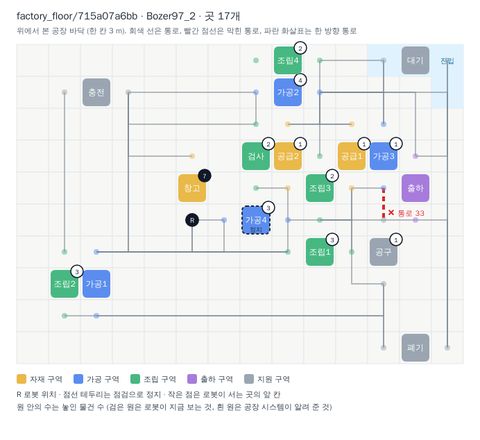 factory_floor/715a07a6bb · Bozer97_2 · 곳 17개
위에서 본 공장 바닥 (한 칸 3 m). 회색 선은 통로, 빨간 점선은 막힌 통로, 파란 화살표는 한 방향 통로
조립4 2
대기
진입
충전
가공2 4
검사 2
공급2 1
공급1 1
가공3 1
창고 7
조립3 2
출하
R
가공4 3
정지
✕ 통로 33
조립1 3
공구 1
조립2 3
가공1
폐기
자재 구역
가공 구역
조립 구역
출하 구역
지원 구역
R 로봇 위치 · 점선 테두리는 점검으로 정지 · 작은 점은 로봇이 서는 곳의 앞 칸
원 안의 수는 놓인 물건 수 (검은 원은 로봇이 지금 보는 것, 흰 원은 공장 시스템이 알려 준 것)